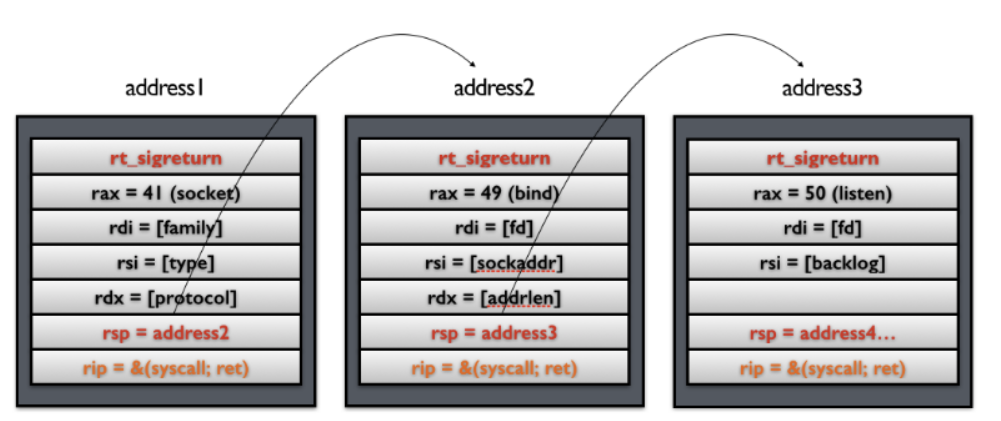 address1
rt_sigreturn
rax = 41 (socket)
rdi = [family]
rsi = [type]
rdx = [protocol]
rsp = address2
rip = &(syscall; ret)
address2
rt_sigreturn
rax = 49 (bind)
rdi = [fd]
rsi = [sockaddr]
rdx = [addrlen]
rsp = address3
rip = &(syscall; ret)
address3
rt_sigreturn
rax = 50 (listen)
rdi = [fd]
rsi = [backlog]
rsp = address4…
rip = &(syscall; ret)